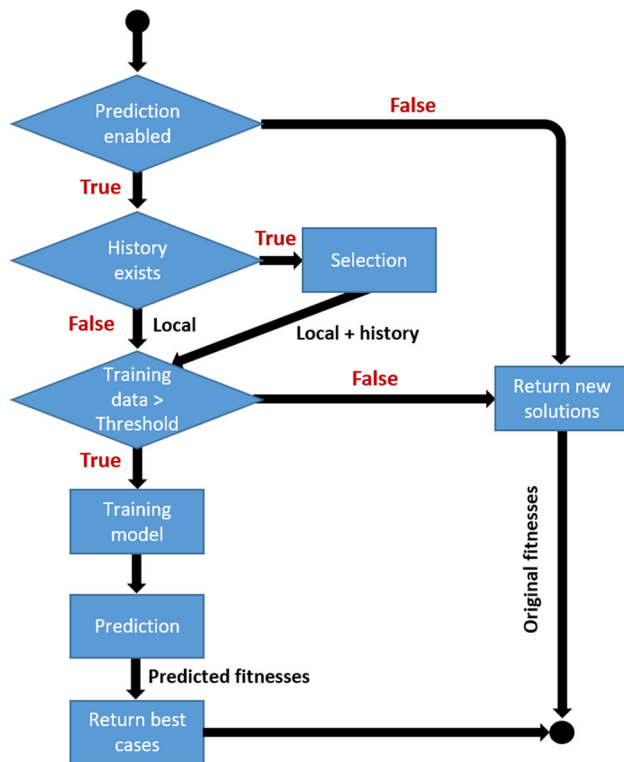 Prediction
enabled
False
True
History
exists
True
Selection
False
Local
Local + history
Training
data >
Threshold
False
Return new
solutions
True
Training
model
Original fitnesses
Prediction
Predicted fitnesses
Return best
cases